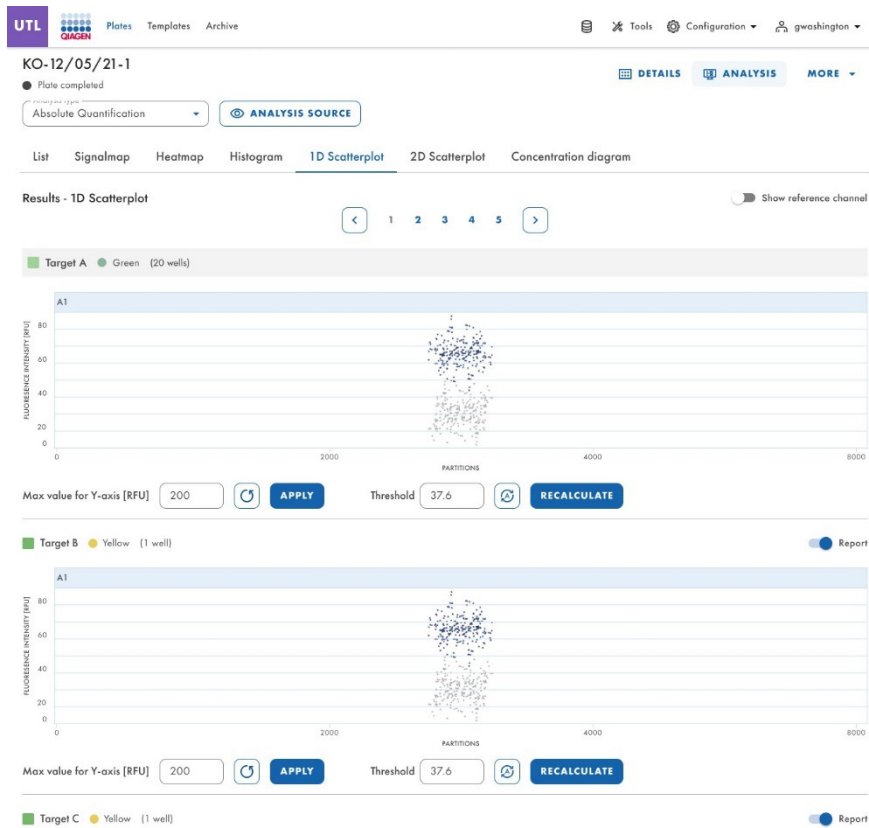 UTL QIAGEN Plates Templates Archive Tools Configuration gwashington
KO-12/05/21-1
DETAILS ANALYSIS MORE
Plate completed
Analysis Type
Absolute Quantification ANALYSIS SOURCE
List Signalmap Heatmap Histogram 1D Scatterplot 2D Scatterplot Concentration diagram
Results - 1D Scatterplot Show reference channel
1 2 3 4 5
Target A Green (20 wells)
A1
FLUORESENCE INTENSITY [RFU]
80
60
40
20
0
0 2000 4000 8000
PARTITIONS
Max value for Y-axis [RFU] 200 APPLY Threshold 37.6 A RECALCULATE
Target B Yellow (1 well) Report
A1
FLUORESENCE INTENSITY [RFU]
80
60
40
20
0
0 2000 4000 8000
PARTITIONS
Max value for Y-axis [RFU] 200 APPLY Threshold 37.6 A RECALCULATE
Target C Yellow (1 well) Report